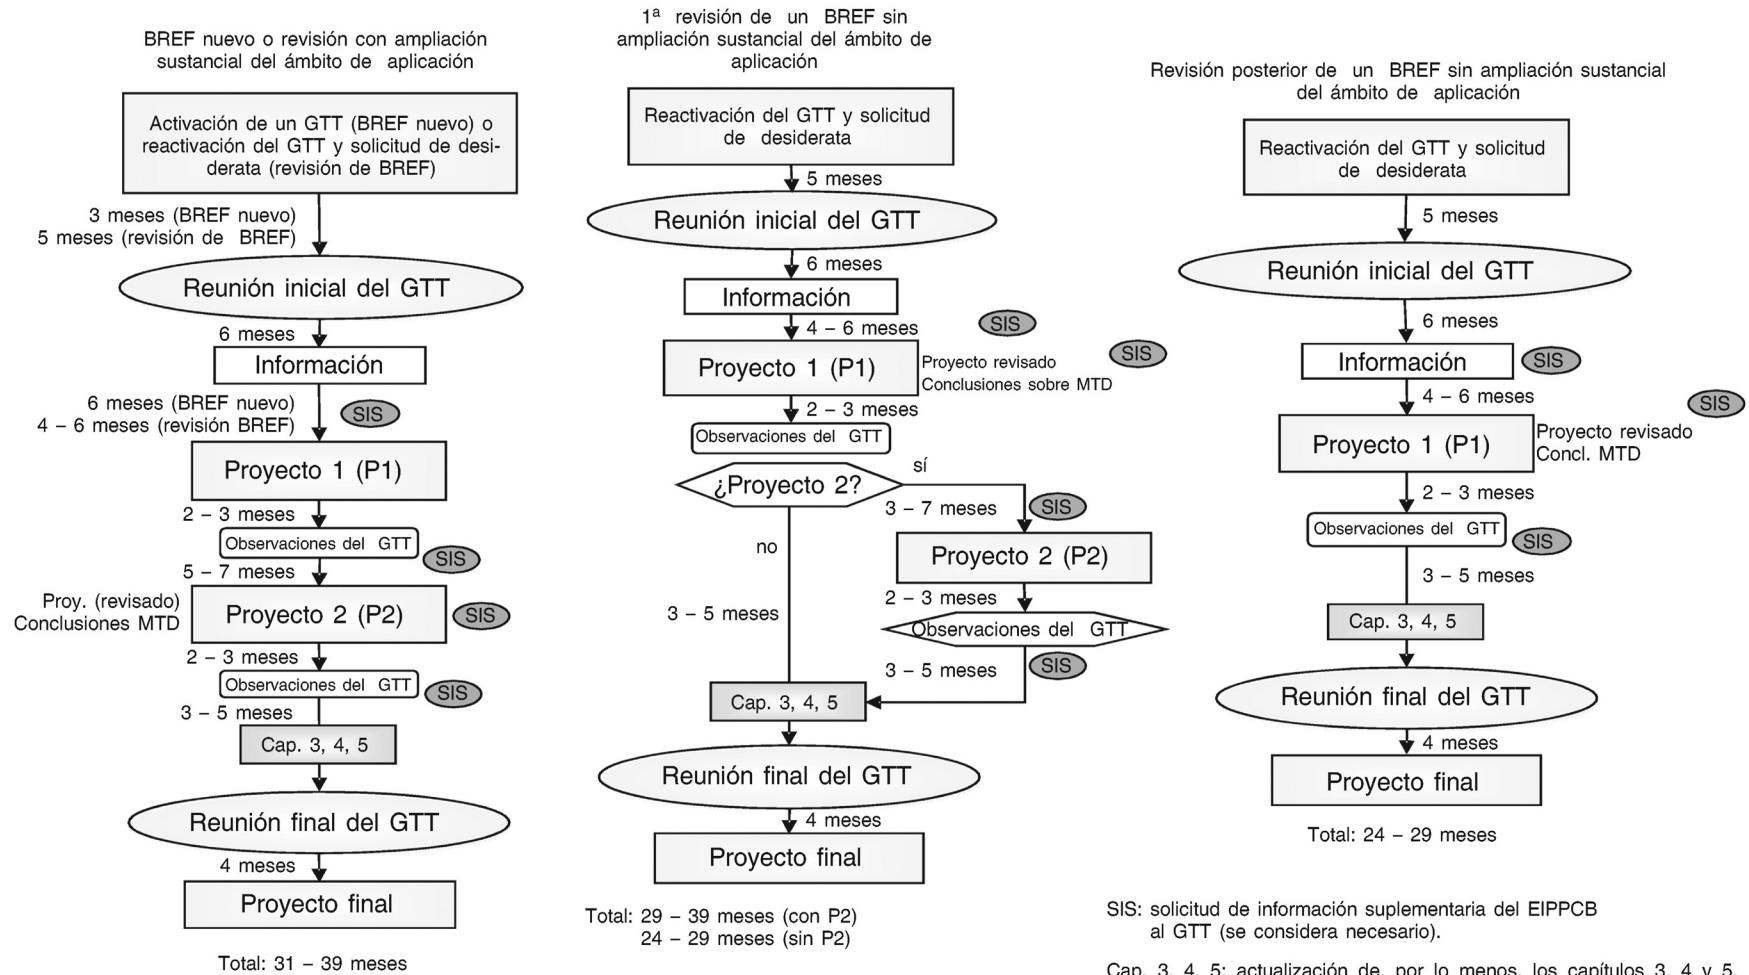 BREF nuevo o revisión con ampliación
sustancial del ámbito de aplicación
Activación de un GTT (BREF nuevo) o
reactivación del GTT y solicitud de desi-
derata (revisión de BREF)
3 meses (BREF nuevo)
5 meses (revisión de BREF)
Reunión inicial del GTT
6 meses
Información
6 meses (BREF nuevo)
4 – 6 meses (revisión BREF)
SIS
Proyecto 1 (P1)
2 – 3 meses
Observaciones del GTT
SIS
5 – 7 meses
Proy. (revisado)
Conclusiones MTD
Proyecto 2 (P2)
SIS
2 – 3 meses
Observaciones del GTT
SIS
3 – 5 meses
Cap. 3, 4, 5
Reunión final del GTT
4 meses
Proyecto final
Total: 31 – 39 meses
1ª revisión de un BREF sin
ampliación sustancial del ámbito de
aplicación
Reactivación del GTT y solicitud
de desiderata
5 meses
Reunión inicial del GTT
6 meses
Información
4 – 6 meses
SIS
Proyecto 1 (P1)
Proyecto revisado
Conclusiones sobre MTD
SIS
2 – 3 meses
Observaciones del GTT
¿Proyecto 2?
sí
3 – 7 meses
SIS
no
Proyecto 2 (P2)
2 – 3 meses
3 – 5 meses
Observaciones del GTT
3 – 5 meses
SIS
Cap. 3, 4, 5
Reunión final del GTT
4 meses
Proyecto final
Total: 29 – 39 meses (con P2)
24 – 29 meses (sin P2)
Revisión posterior de un BREF sin ampliación sustancial
del ámbito de aplicación
Reactivación del GTT y solicitud
de desiderata
5 meses
Reunión inicial del GTT
6 meses
Información
SIS
4 – 6 meses
SIS
Proyecto 1 (P1)
Proyecto revisado
Concl. MTD
2 – 3 meses
Observaciones del GTT
SIS
3 – 5 meses
Cap. 3, 4, 5
Reunión final del GTT
4 meses
Proyecto final
Total: 24 – 29 meses
SIS: solicitud de información suplementaria del EIPPCB
al GTT (se considera necesario).
Cap. 3, 4, 5: actualización de, por lo menos, los capítulos 3, 4 y 5.